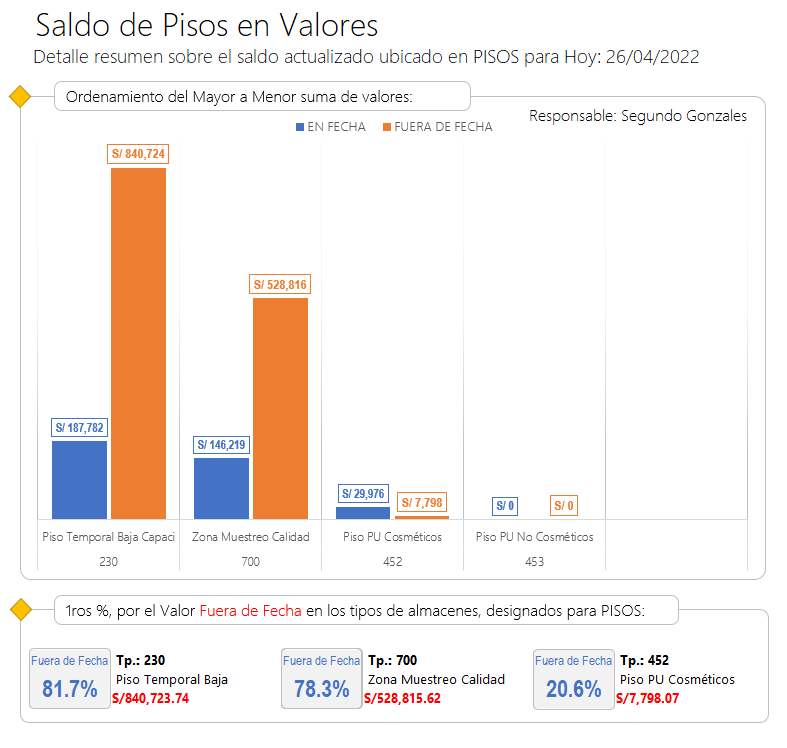 Saldo de Pisos en Valores
Detalle resumen sobre el saldo actualizado ubicado en PISOS para Hoy: 26/04/2022
Ordenamiento del Mayor a Menor suma de valores:
Responsable: Segundo Gonzales
EN FECHA FUERA DE FECHA
S/ 840,724
S/ 528,816
S/ 187,782
S/ 146,219
S/ 29,976
S/ 7,798
S/ 0
S/ 0
Piso Temporal Baja Capaci Zona Muestreo Calidad Piso PU Cosméticos Piso PU No Cosméticos
230 700 452 453
1ros %, por el Valor Fuera de Fecha en los tipos de almacenes, designados para PISOS:
Fuera de Fecha
81.7%
Tp.: 230
Piso Temporal Baja
S/840,723.74
Fuera de Fecha
78.3%
Tp.: 700
Zona Muestreo Calidad
S/528,815.62
Fuera de Fecha
20.6%
Tp.: 452
Piso PU Cosméticos
S/7,798.07